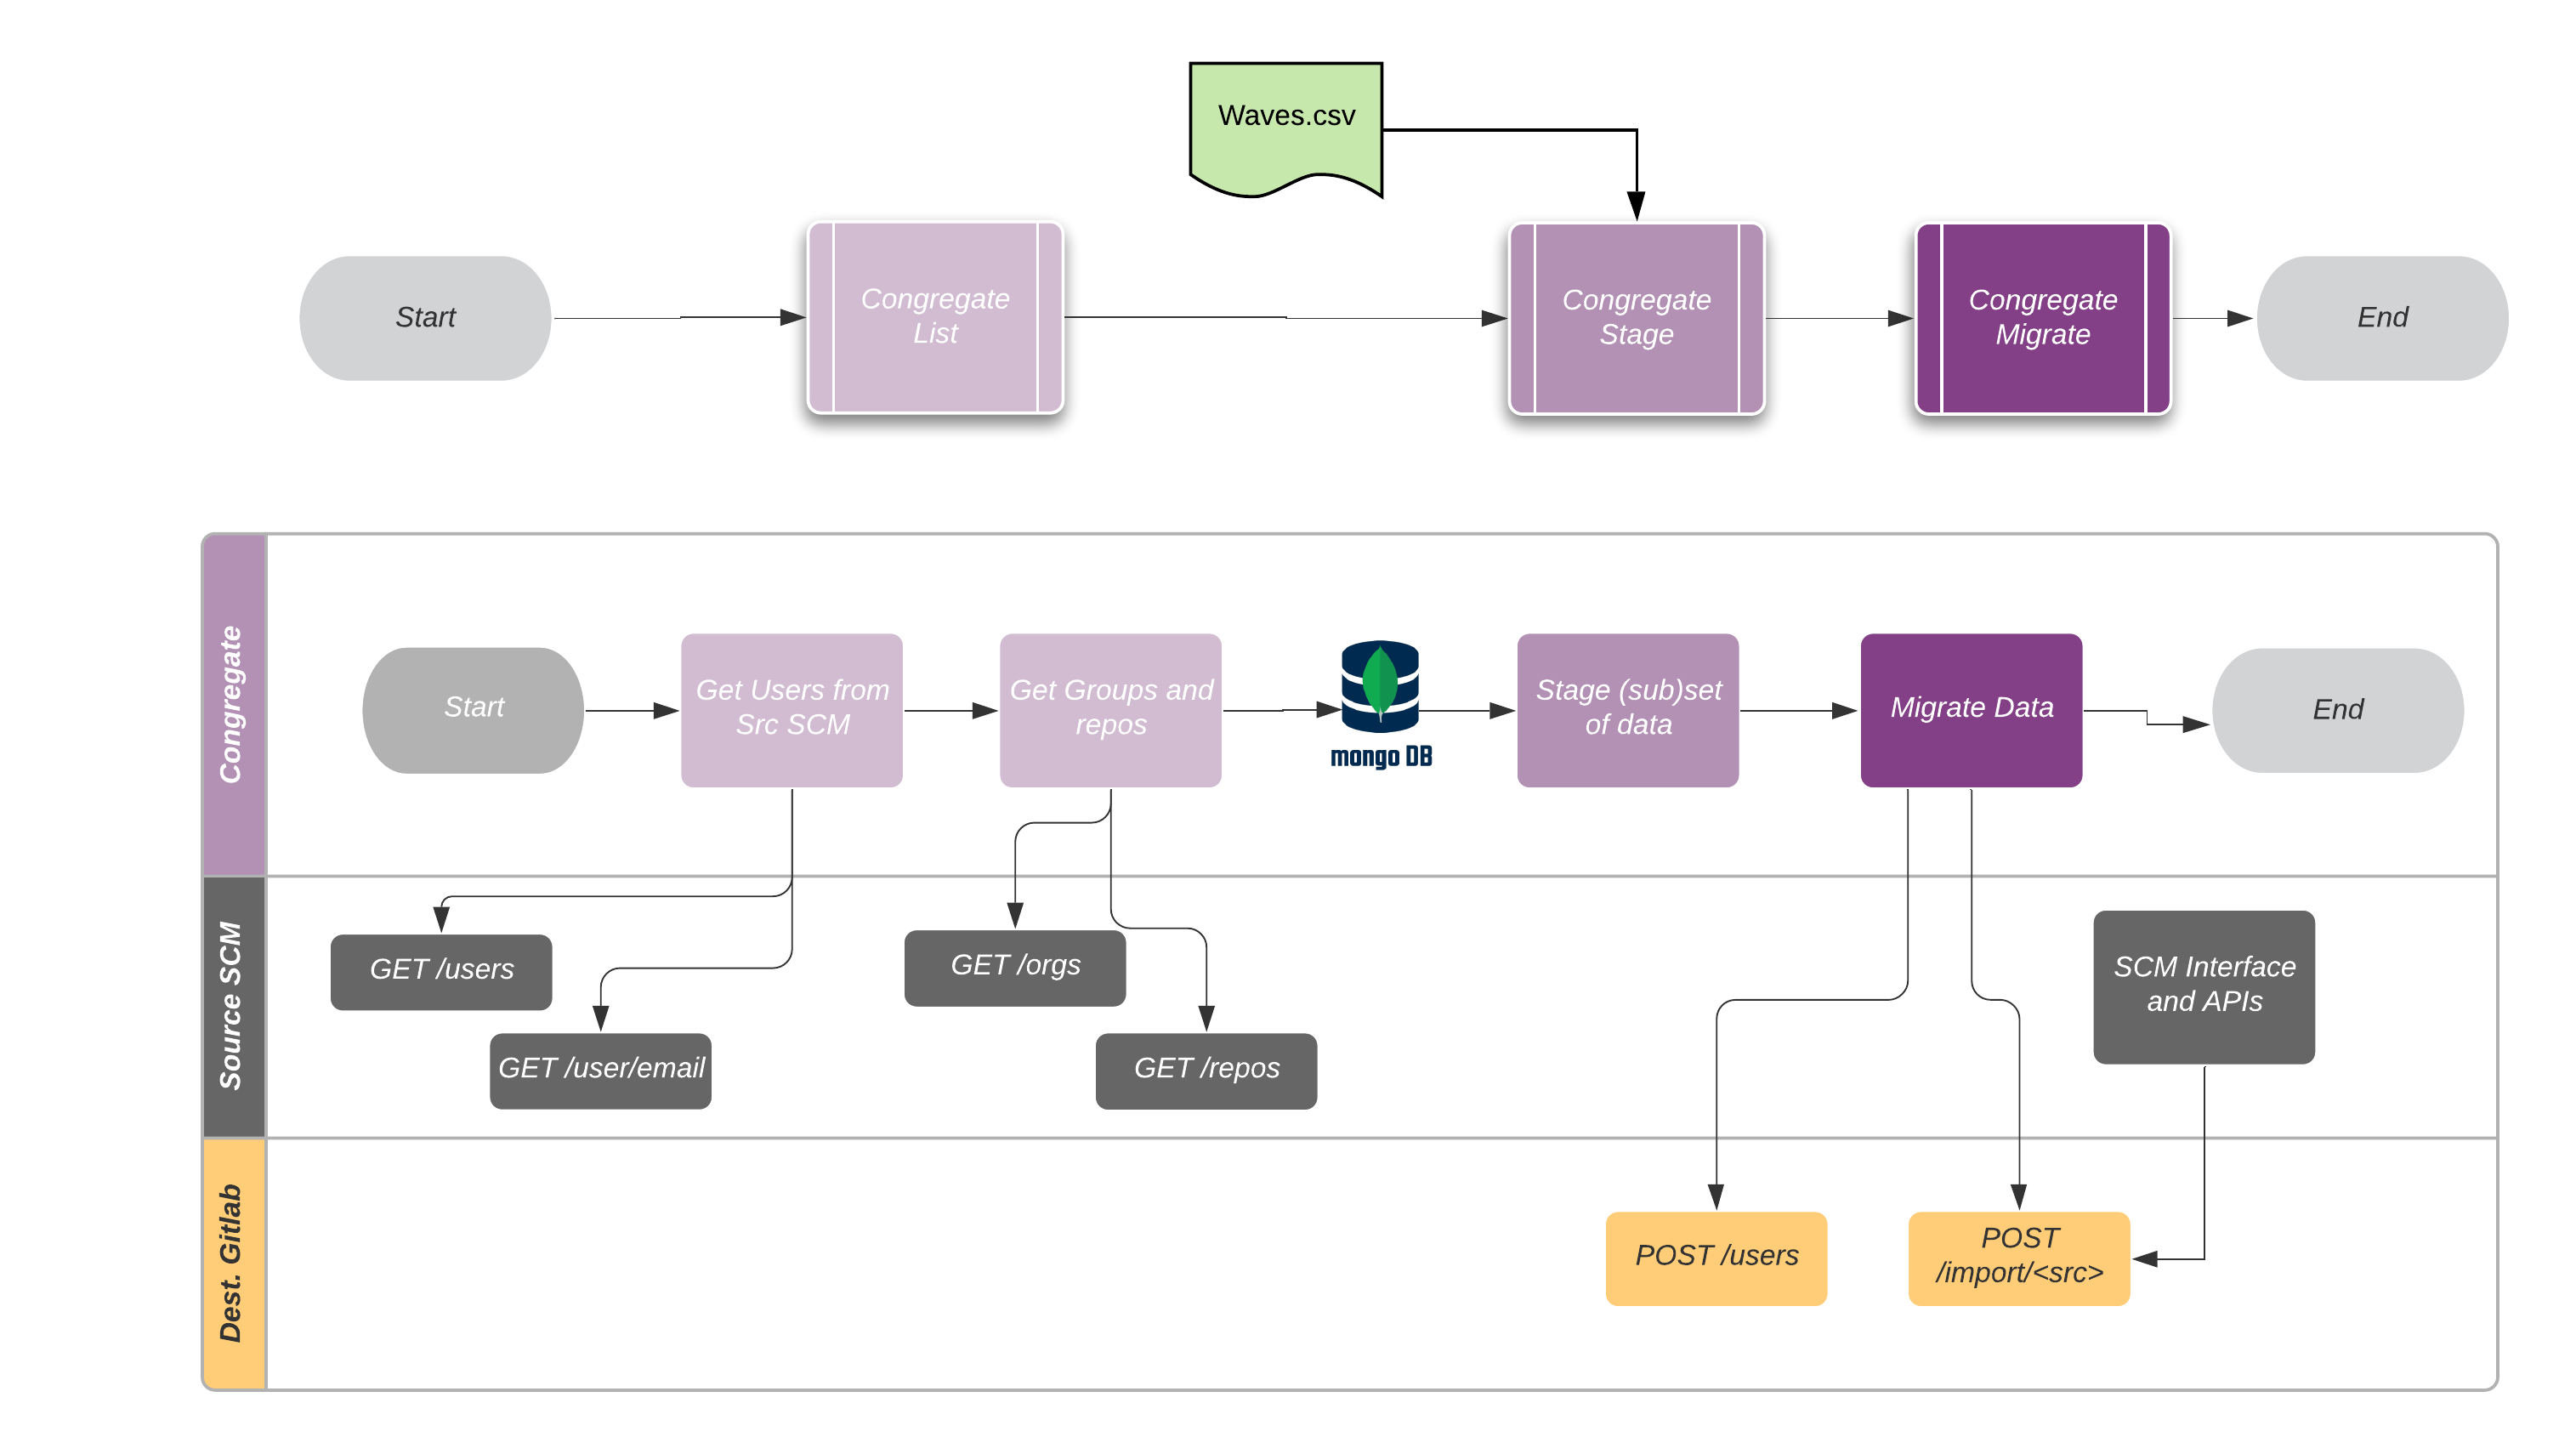 Waves.csv
Start
Congregate
List
Congregate
Stage
Congregate
Migrate
End
Congregate
Start
Get Users from
Src SCM
Get Groups and
repos
mongo DB
Stage (sub)set
of data
Migrate Data
End
Source SCM
GET /users
GET /user/email
GET /orgs
GET /repos
SCM Interface
and APIs
Dest. Gitlab
POST /users
POST
/import/<src>